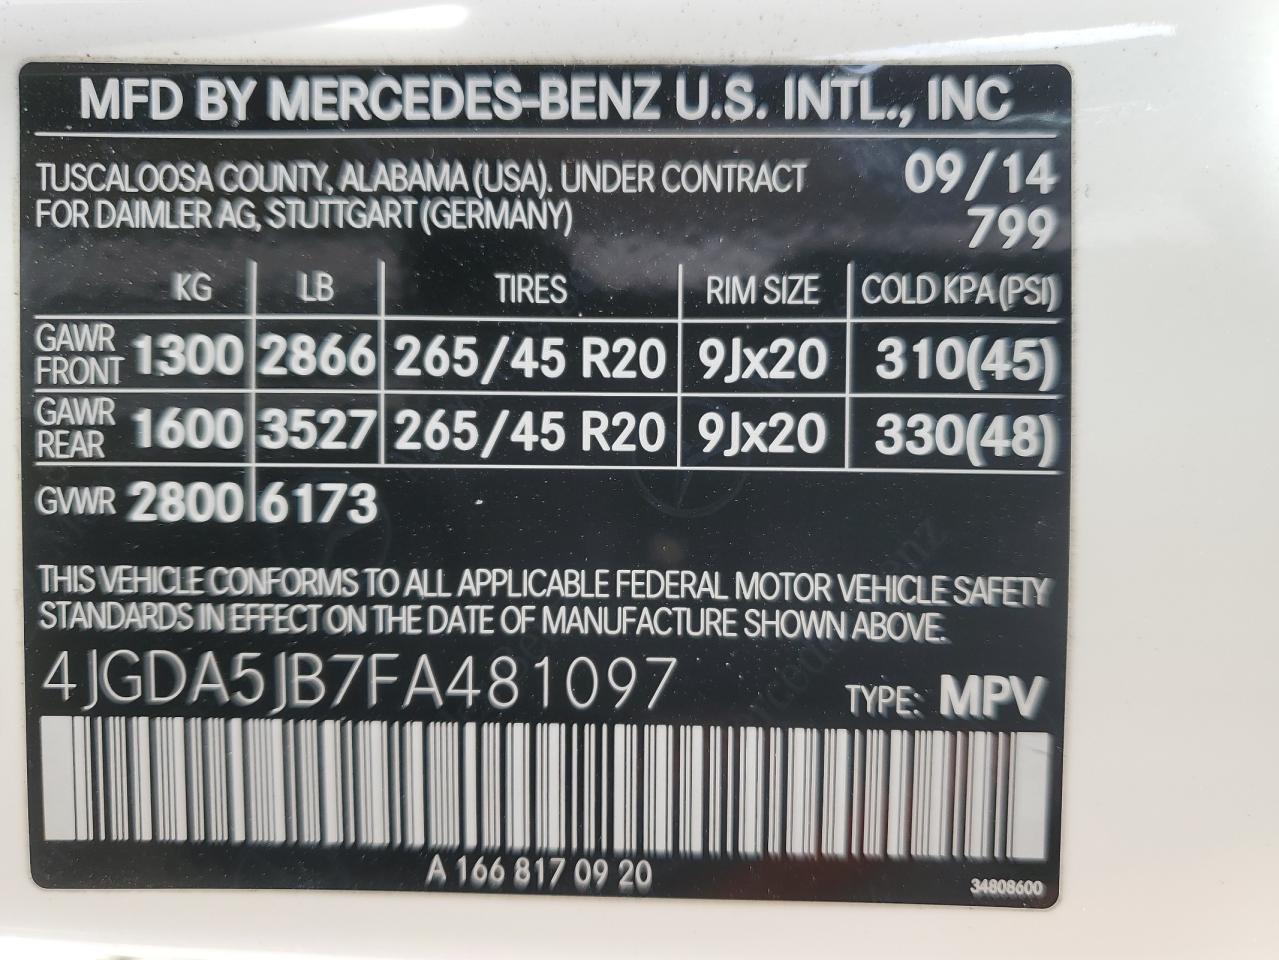 MFD BY MERCEDES-BENZ U.S. INTL., INC
TUSCALOOSA COUNTY, ALABAMA (USA). UNDER CONTRACT 09/14
FOR DAIMLER AG, STUTTGART (GERMANY) 799
KG LB TIRES RIM SIZE COLD KPA (PSI)
GAWR FRONT 1300 2866 265/45 R20 9Jx20 310(45)
GAWR REAR 1600 3527 265/45 R20 9Jx20 330(48)
GVWR 2800 6173
THIS VEHICLE CONFORMS TO ALL APPLICABLE FEDERAL MOTOR VEHICLE SAFETY
STANDARDS IN EFFECT ON THE DATE OF MANUFACTURE SHOWN ABOVE.
4JGDA5JB7FA481097 TYPE: MPV
A 166 817 09 20
34808600